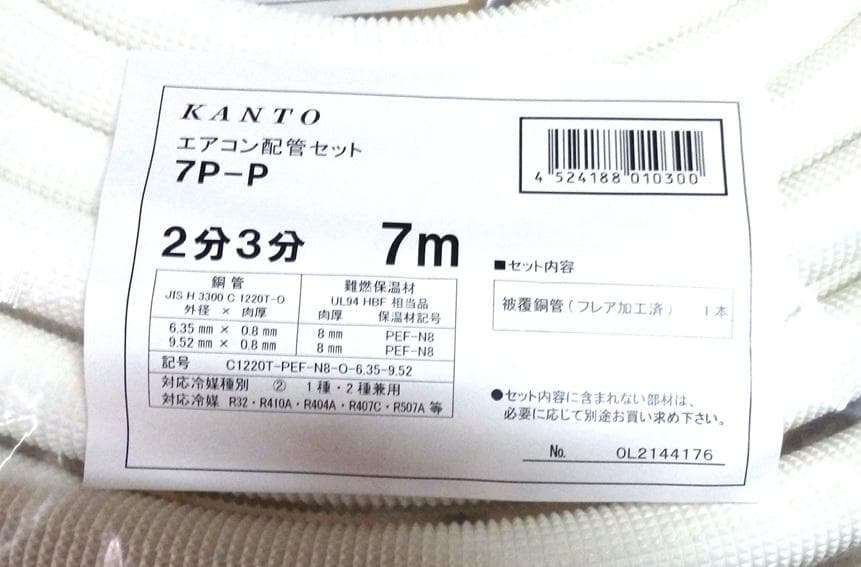 KANTO
エアコン配管セット
7P-P
4 524188 010300
2分3分 7m
銅管 難燃保温材
JIS H 3300 C 1220T-O UL94 HBF 相当品
外径 × 肉厚 肉厚 保温材記号
6.35 mm × 0.8 mm 8 mm PEF-N8
9.52 mm × 0.8 mm 8 mm PEF-N8
記号 C1220T-PEF-N8-O-6.35-9.52
対応冷媒種別 ② 1種・2種兼用
対応冷媒 R32・R410A・R404A・R407C・R507A 等
■セット内容
被覆銅管(フレア加工済) 1本
●セット内容に含まれない部材は、
必要に応じて別途お買い求め下さい。
No. OL2144176